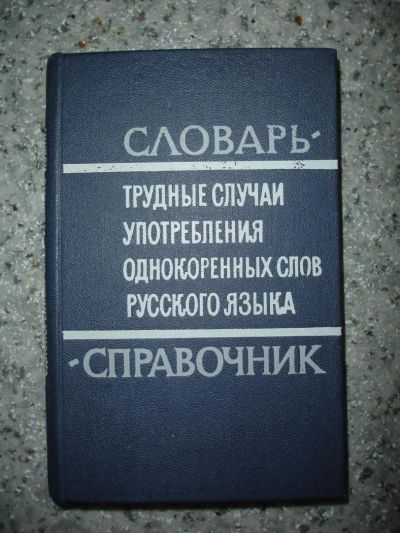 СЛОВАРЬ-
ТРУДНЫЕ СЛУЧАИ
УПОТРЕБЛЕНИЯ
ОДНОКОРЕННЫХ СЛОВ
РУССКОГО ЯЗЫКА
-СПРАВОЧНИК